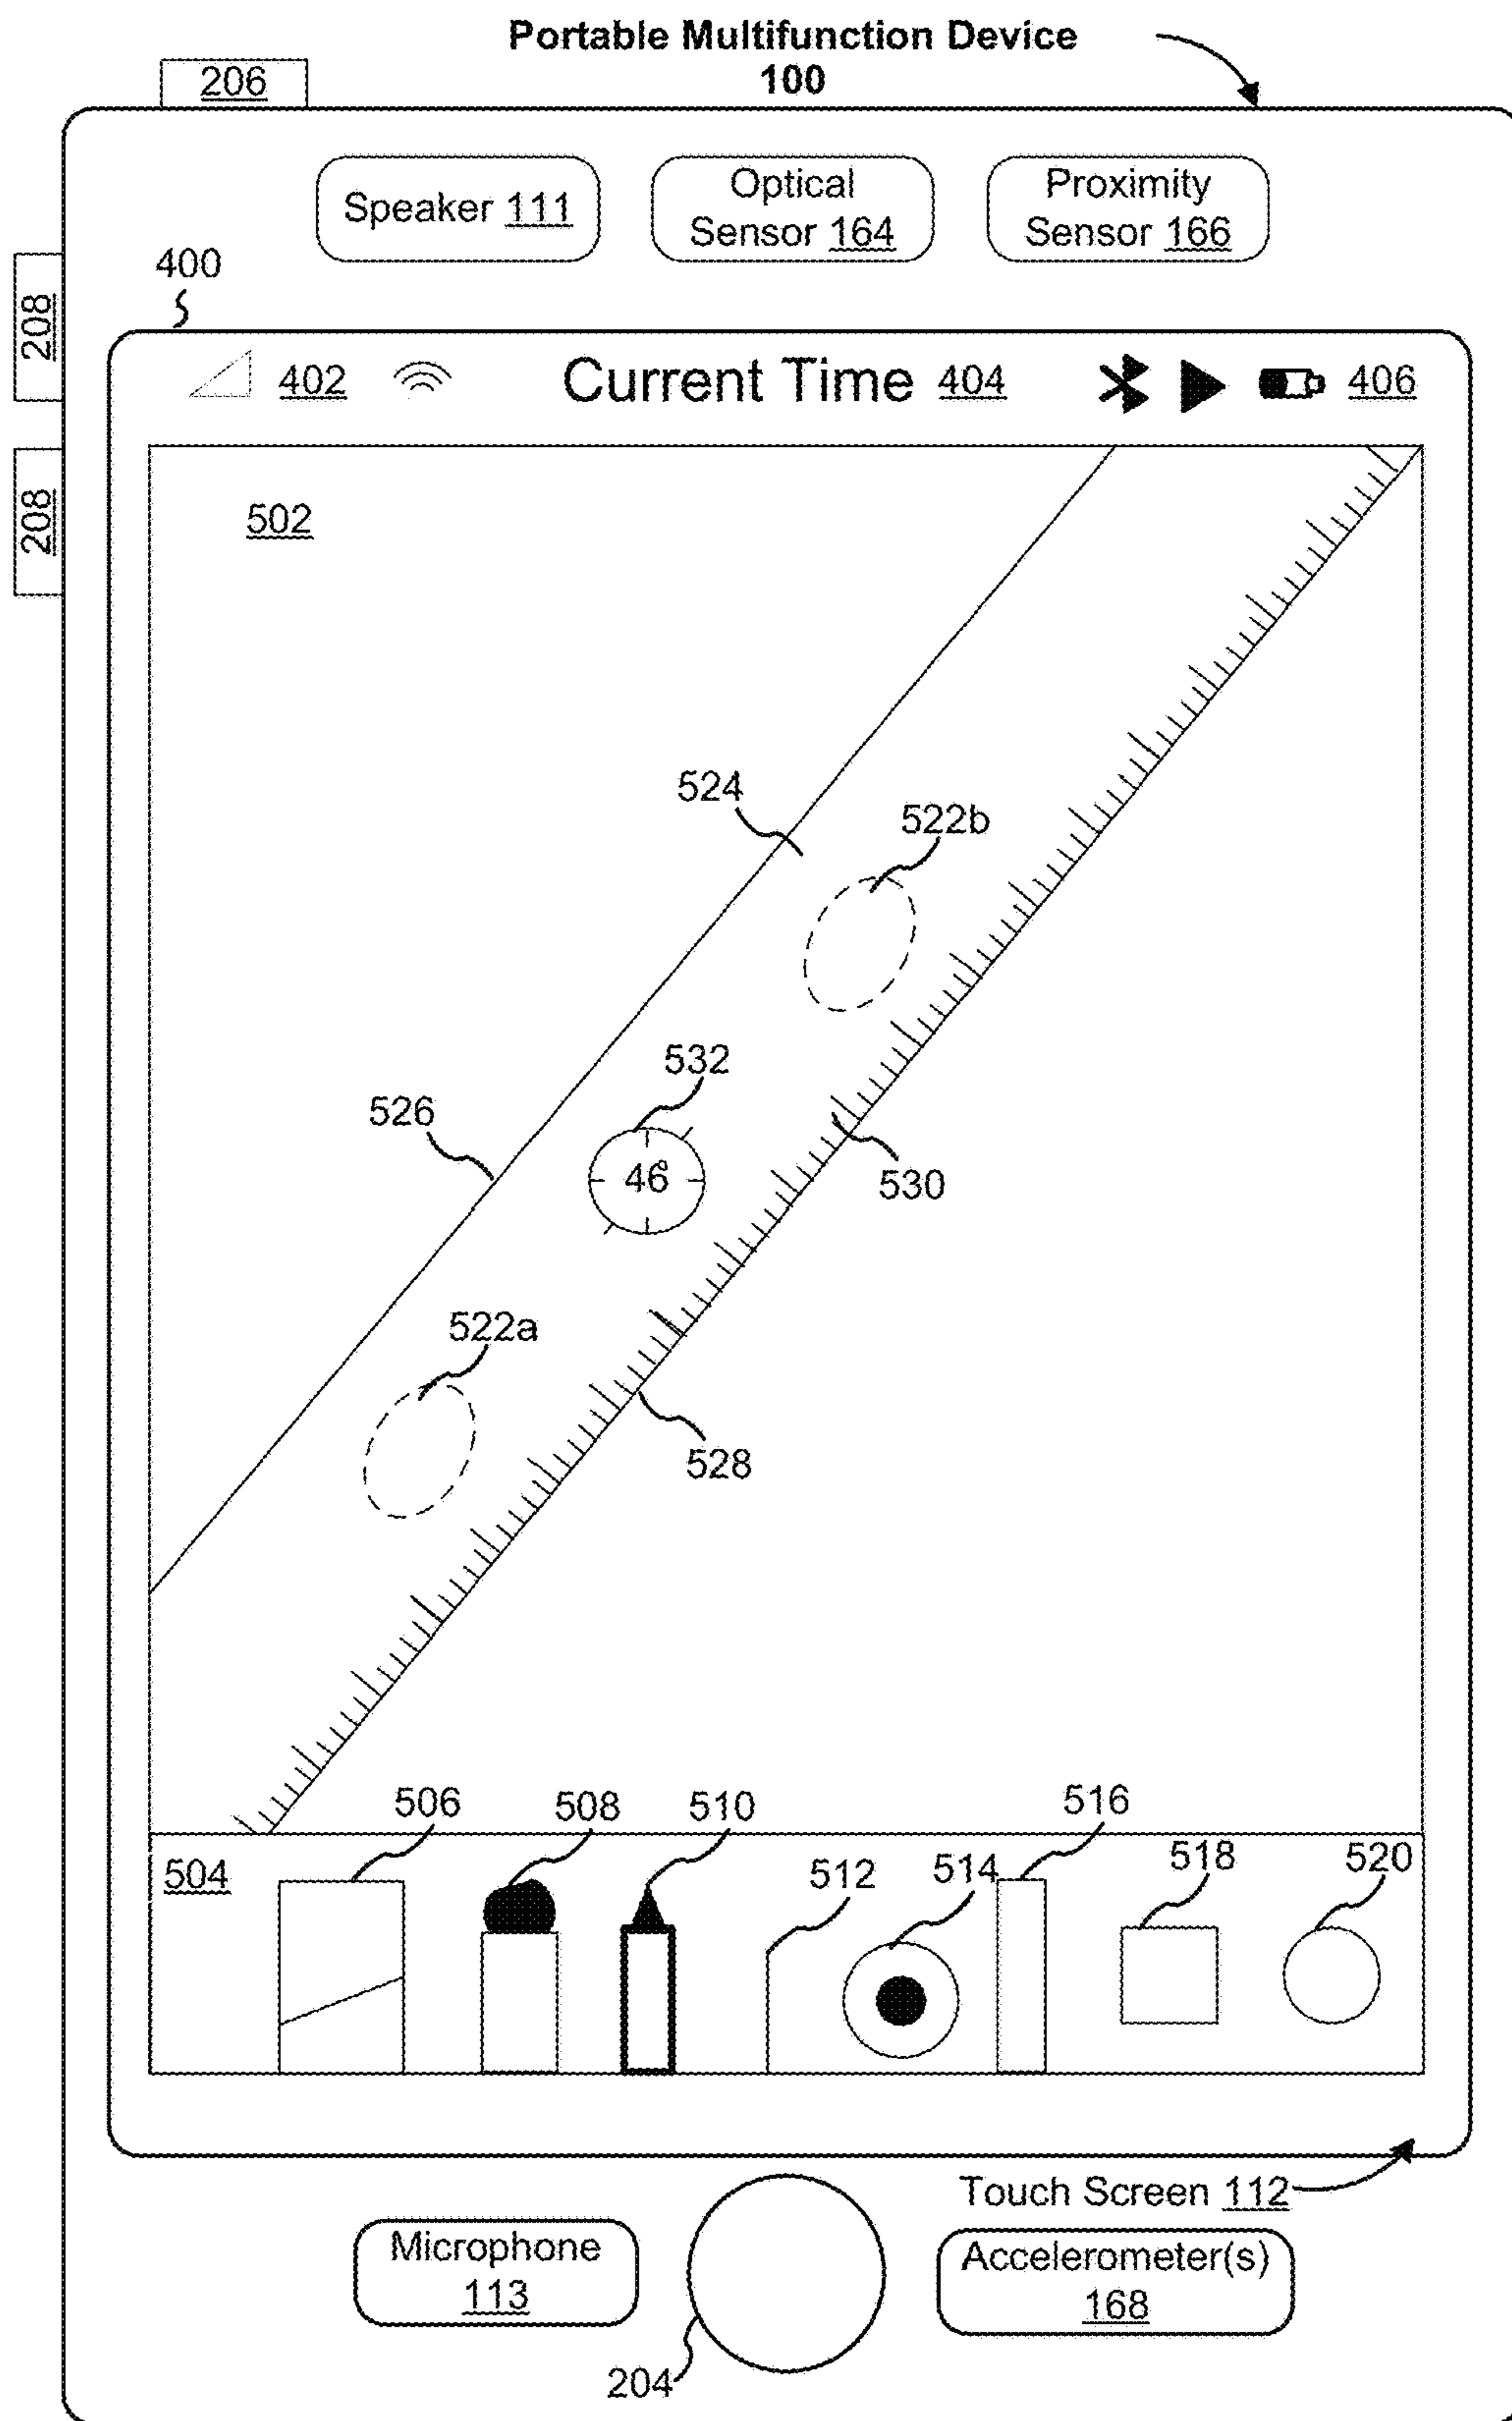 Portable Multifunction Device
100
206
Speaker 111
Optical
Sensor 164
Proximity
Sensor 166
400
208
208
402
Current Time 404
406
502
524
522b
532
526
46°
530
522a
528
506
508
510
516
504
512
514
518
520
Touch Screen 112
Microphone
113
Accelerometer(s)
168
204